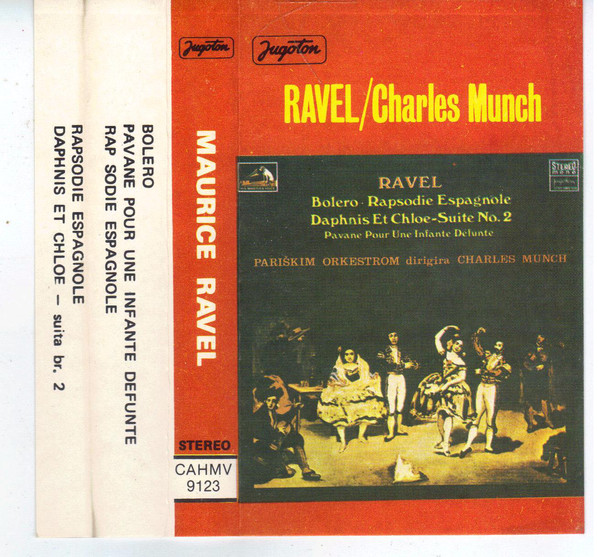 BOLERO
PAVANE POUR UNE INFANTE DEFUNTE
RAP SODIE ESPAGNOLE
RAPSODIE ESPAGNOLE
DAPHNIS ET CHLOE — suita br. 2
Jugoton
MAURICE RAVEL
STEREO
CAHMV
9123
Jugoton
RAVEL/Charles Munch
STEREO
mono
RAVEL
Bolero · Rapsodie Espagnole
Daphnis Et Chloe-Suite No. 2
Pavane Pour Une Infante Défunte
PARIŠKIM ORKESTROM dirigira CHARLES MUNCH